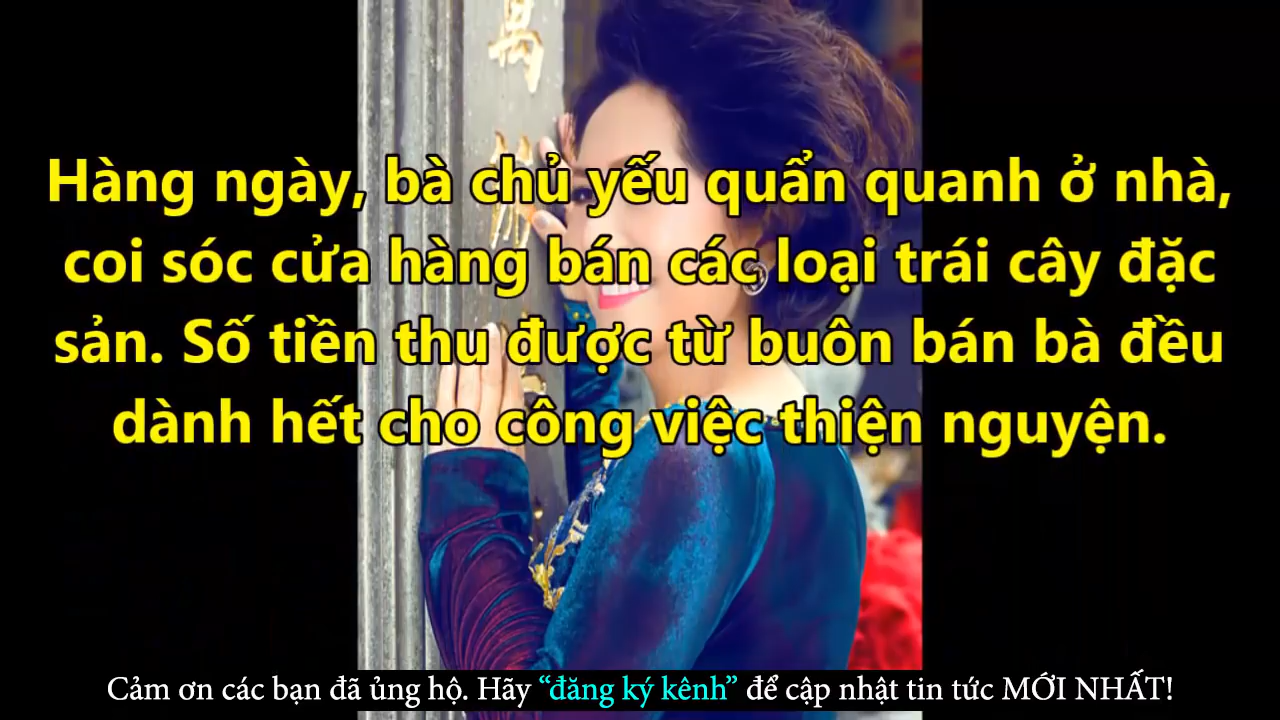 Hàng ngày, bà chủ yếu quẩn quanh ở nhà,
coi sóc cửa hàng bán các loại trái cây đặc
sản. Số tiền thu được từ buôn bán bà đều
dành hết cho công việc thiện nguyện.
Cảm ơn các bạn đã ủng hộ. Hãy “đăng ký kênh” để cập nhật tin tức MỚI NHẤT!